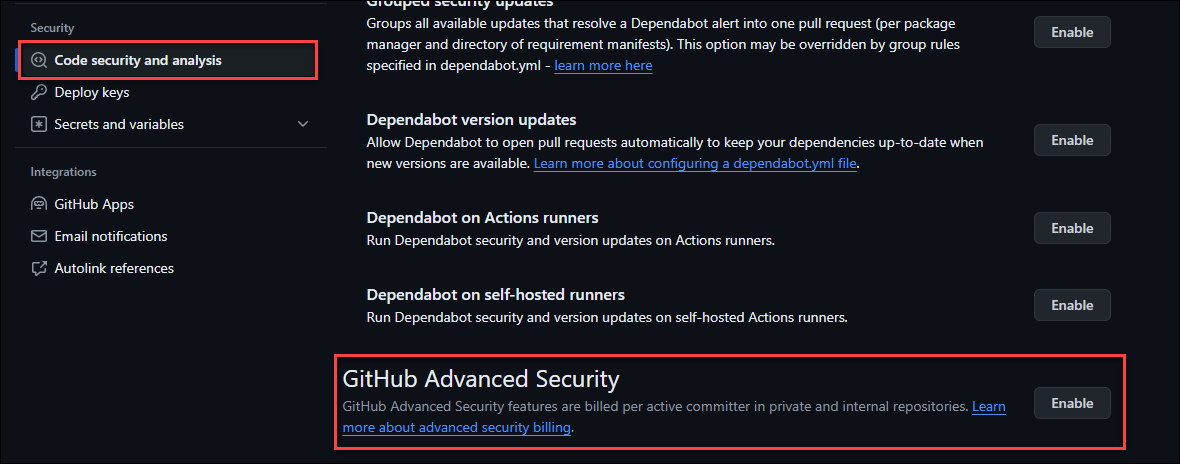 Security
Code security and analysis
Deploy keys
Secrets and variables
Integrations
GitHub Apps
Email notifications
Autolink references
Grouped security updates
Groups all available updates that resolve a Dependabot alert into one pull request (per package
manager and directory of requirement manifests). This option may be overridden by group rules
specified in dependabot.yml - learn more here
Enable
Dependabot version updates
Allow Dependabot to open pull requests automatically to keep your dependencies up-to-date when
new versions are available. Learn more about configuring a dependabot.yml file.
Enable
Dependabot on Actions runners
Run Dependabot security and version updates on Actions runners.
Enable
Dependabot on self-hosted runners
Run Dependabot security and version updates on self-hosted Actions runners.
Enable
GitHub Advanced Security
GitHub Advanced Security features are billed per active committer in private and internal repositories. Learn
more about advanced security billing.
Enable